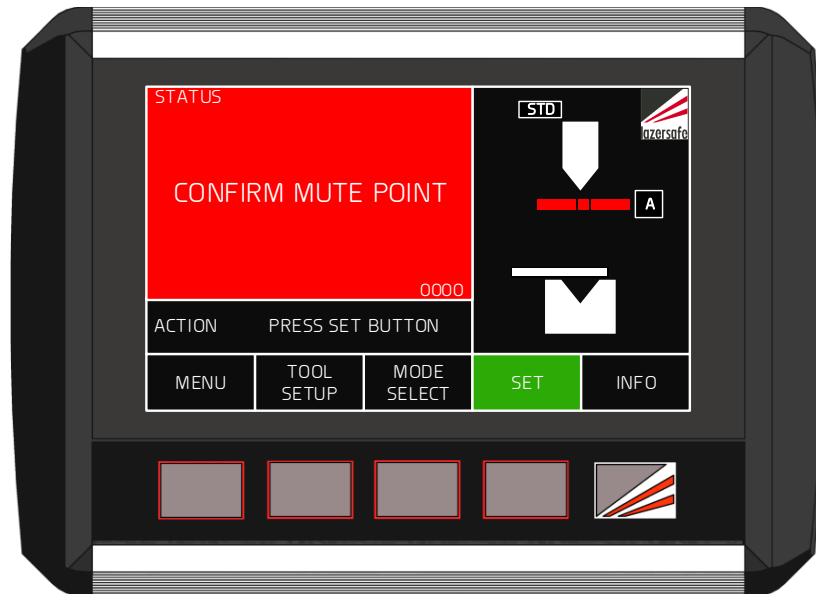 STATUS
CONFIRM MUTE POINT
0000
ACTION PRESS SET BUTTON
STD
lazersafe
A
MENU
TOOL
SETUP
MODE
SELECT
SET
INFO